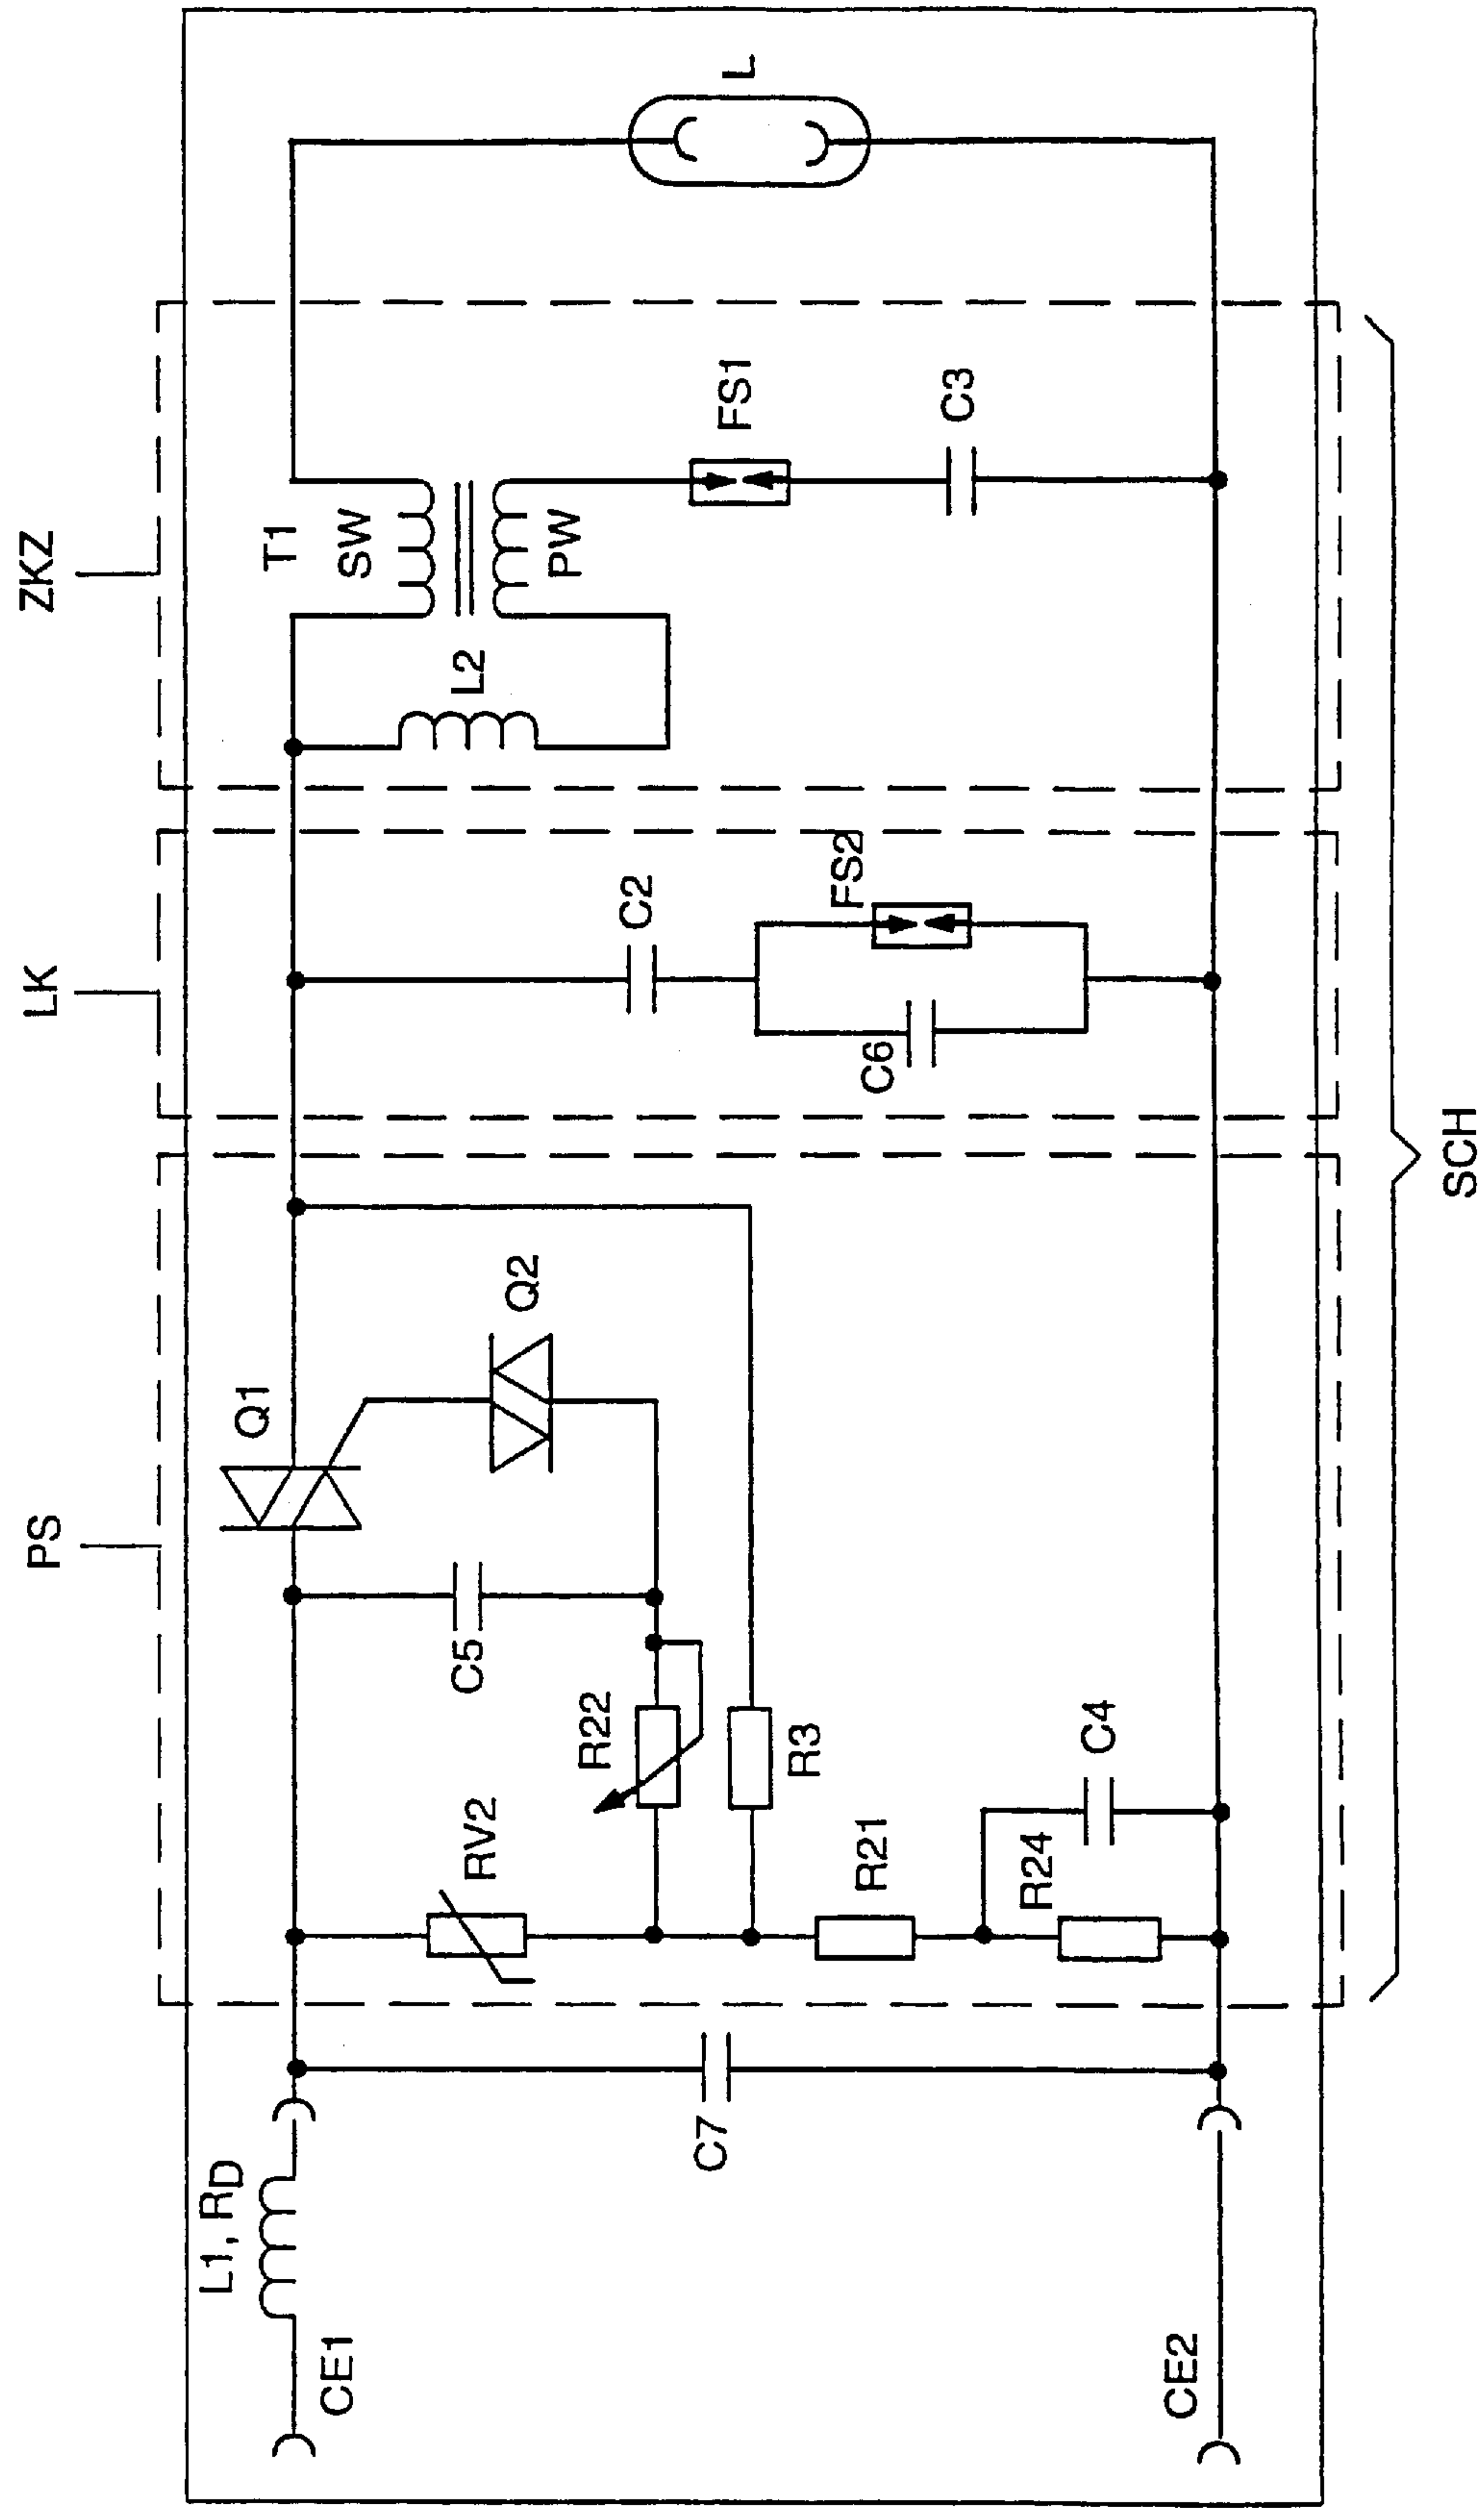 ZKZ
LK
PS
L
T1
SW
PW
L2
FS1
C3
C2
FS2
C6
Q1
Q2
C5
R22
R3
RV2
R21
R24
C4
C7
L1, RD
CE1
CE2
SCH